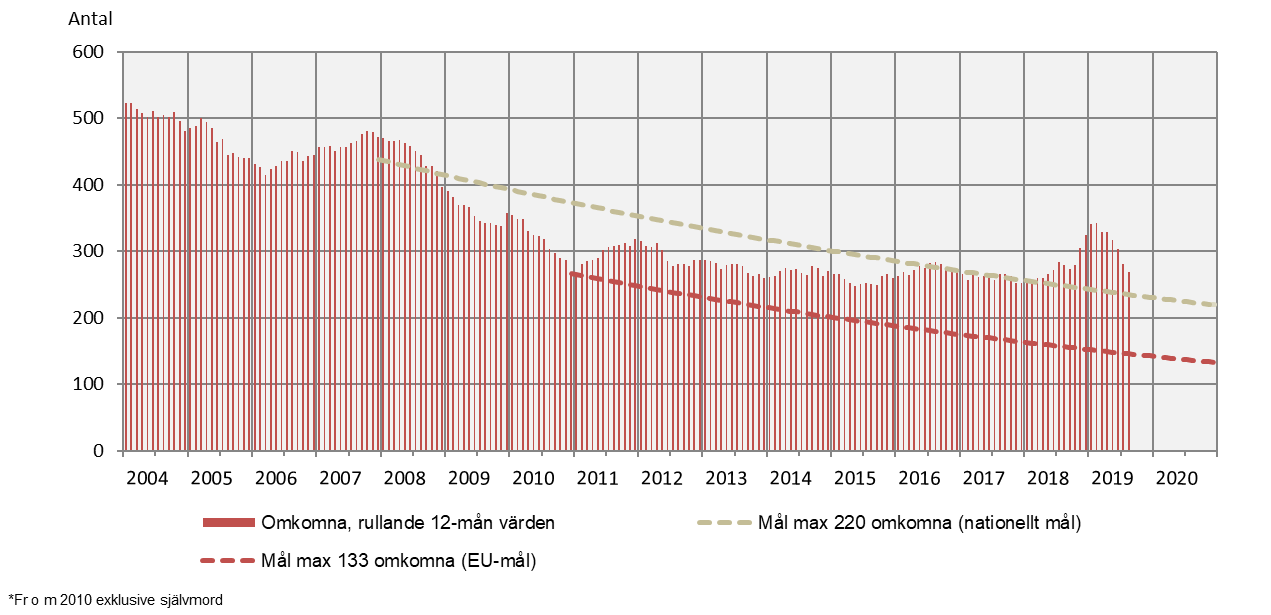 Antal
600
500
400
300
200
100
0
2004 2005 2006 2007 2008 2009 2010 2011 2012 2013 2014 2015 2016 2017 2018 2019 2020
Omkomna, rullande 12-mån värden
Mål max 220 omkomna (nationellt mål)
Mål max 133 omkomna (EU-mål)
*Fr o m 2010 exklusive självmord